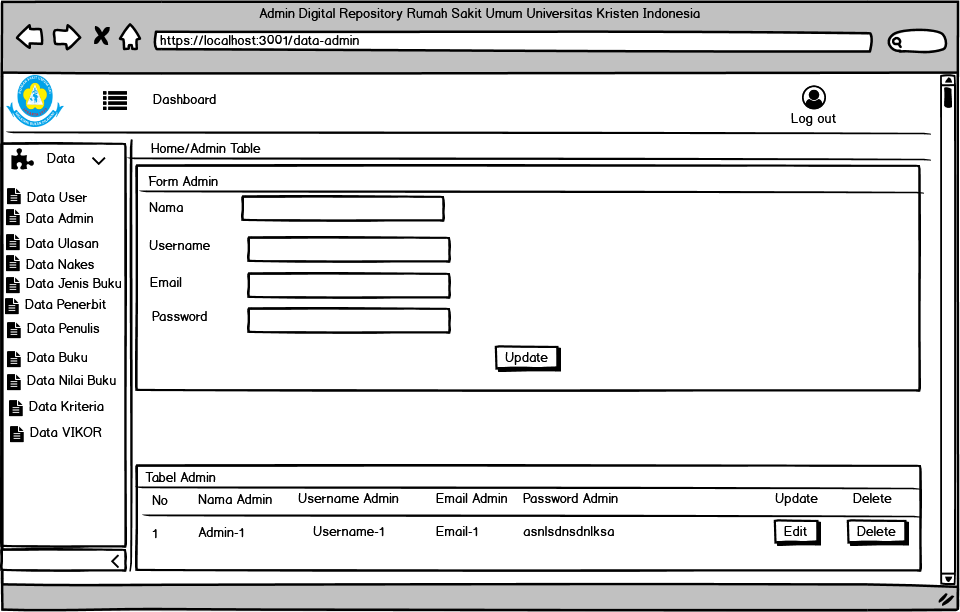 Admin Digital Repository Rumah Sakit Umum Universitas Kristen Indonesia
https://localhost:3001/data-admin
Dashboard
Log out
Data
Data User
Data Admin
Data Ulasan
Data Nakes
Data Jenis Buku
Data Penerbit
Data Penulis
Data Buku
Data Nilai Buku
Data Kriteria
Data VIKOR
Home/Admin Table
Form Admin
Nama
Username
Email
Password
Update
Tabel Admin
No Nama Admin Username Admin Email Admin Password Admin Update Delete
1 Admin-1 Username-1 Email-1 asnlsdnsdnlksa Edit Delete